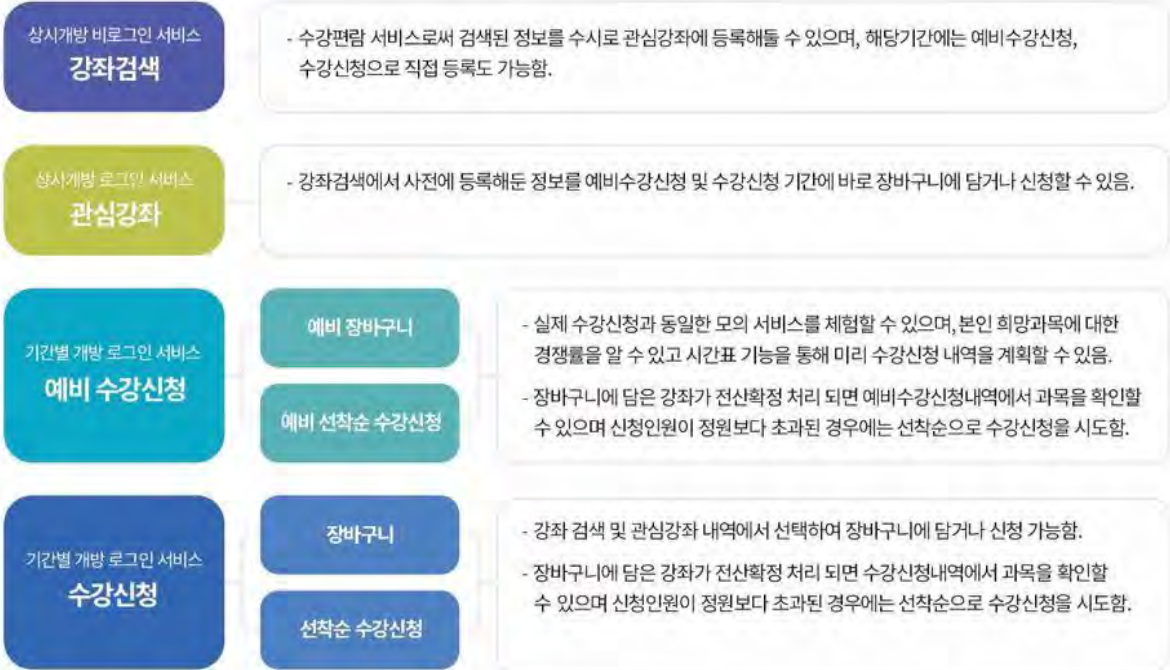 상시개방 비로그인 서비스
강좌검색
- 수강편람 서비스로써 검색된 정보를 수시로 관심강좌에 등록해둘 수 있으며, 해당기간에는 예비수강신청,
수강신청으로 직접 등록도 가능함.
상시개방 로그인 서비스
관심강좌
- 강좌검색에서 사전에 등록해둔 정보를 예비수강신청 및 수강신청 기간에 바로 장바구니에 담거나 신청할 수 있음.
기간별 개방 로그인 서비스
예비 수강신청
예비 장바구니
예비 선착순 수강신청
- 실제 수강신청과 동일한 모의 서비스를 체험할 수 있으며, 본인 희망과목에 대한
경쟁률을 알 수 있고 시간표 기능을 통해 미리 수강신청 내역을 계획할 수 있음.
- 장바구니에 담은 강좌가 전산확정 처리 되면 예비수강신청내역에서 과목을 확인할
수 있으며 신청인원이 정원보다 초과된 경우에는 선착순으로 수강신청을 시도함.
기간별 개방 로그인 서비스
수강신청
장바구니
선착순 수강신청
- 강좌 검색 및 관심강좌 내역에서 선택하여 장바구니에 담거나 신청 가능함.
- 장바구니에 담은 강좌가 전산확정 처리 되면 수강신청내역에서 과목을 확인할
수 있으며 신청인원이 정원보다 초과된 경우에는 선착순으로 수강신청을 시도함.